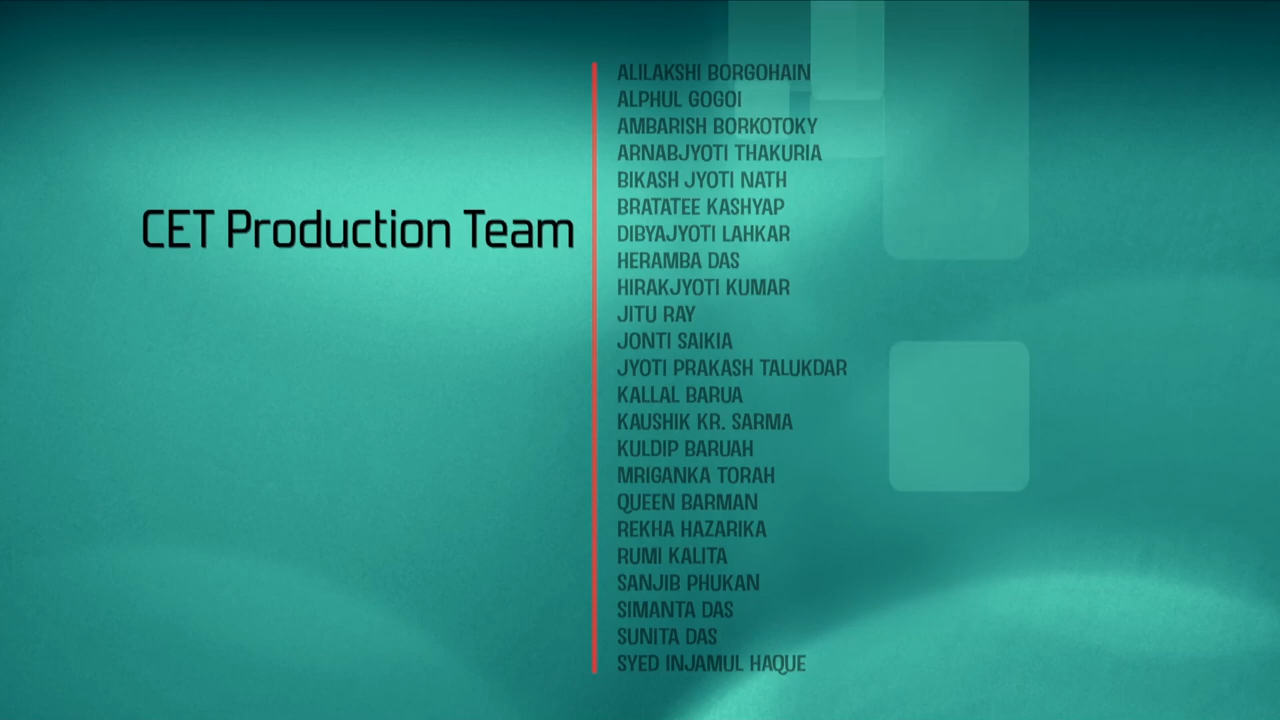 CET Production Team
ALILAKSHI BORGOHAIN
ALPHUL GOGOI
AMBARISH BORKOTOKY
ARNABJYOTI THAKURIA
BIKASH JYOTI NATH
BRATATEE KASHYAP
DIBYAJYOTI LAHKAR
HERAMBA DAS
HIRAKJYOTI KUMAR
JITU RAY
JONTI SAIKIA
JYOTI PRAKASH TALUKDAR
KALLAL BARUA
KAUSHIK KR. SARMA
KULDIP BARUAH
MRIGANKA TORAH
QUEEN BARMAN
REKHA HAZARIKA
RUMI KALITA
SANJIB PHUKAN
SIMANTA DAS
SUNITA DAS
SYED INJAMUL HAQUE